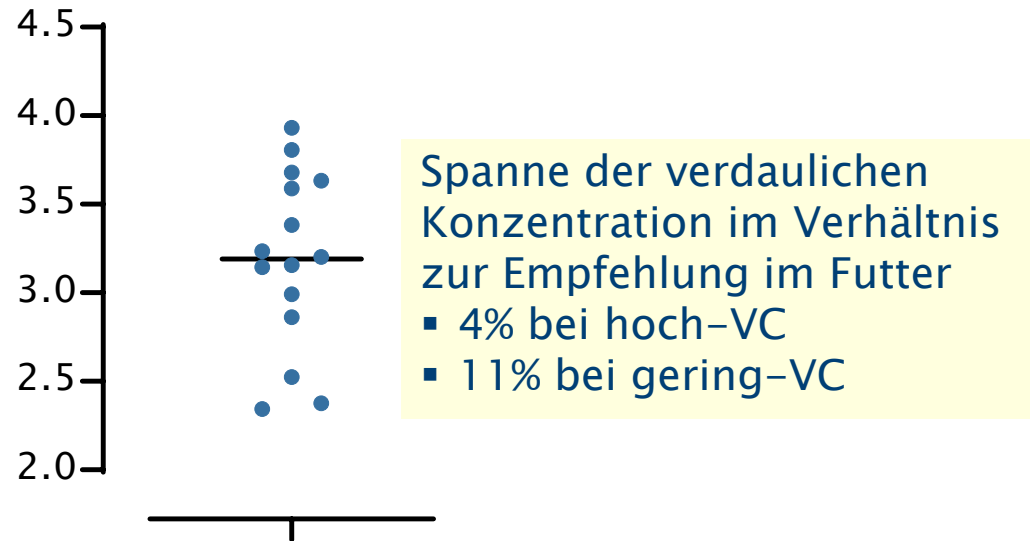 4.5
4.0
3.5
3.0
2.5
2.0
Spanne der verdaulichen
Konzentration im Verhältnis
zur Empfehlung im Futter
▪ 4% bei hoch-VC
▪ 11% bei gering-VC